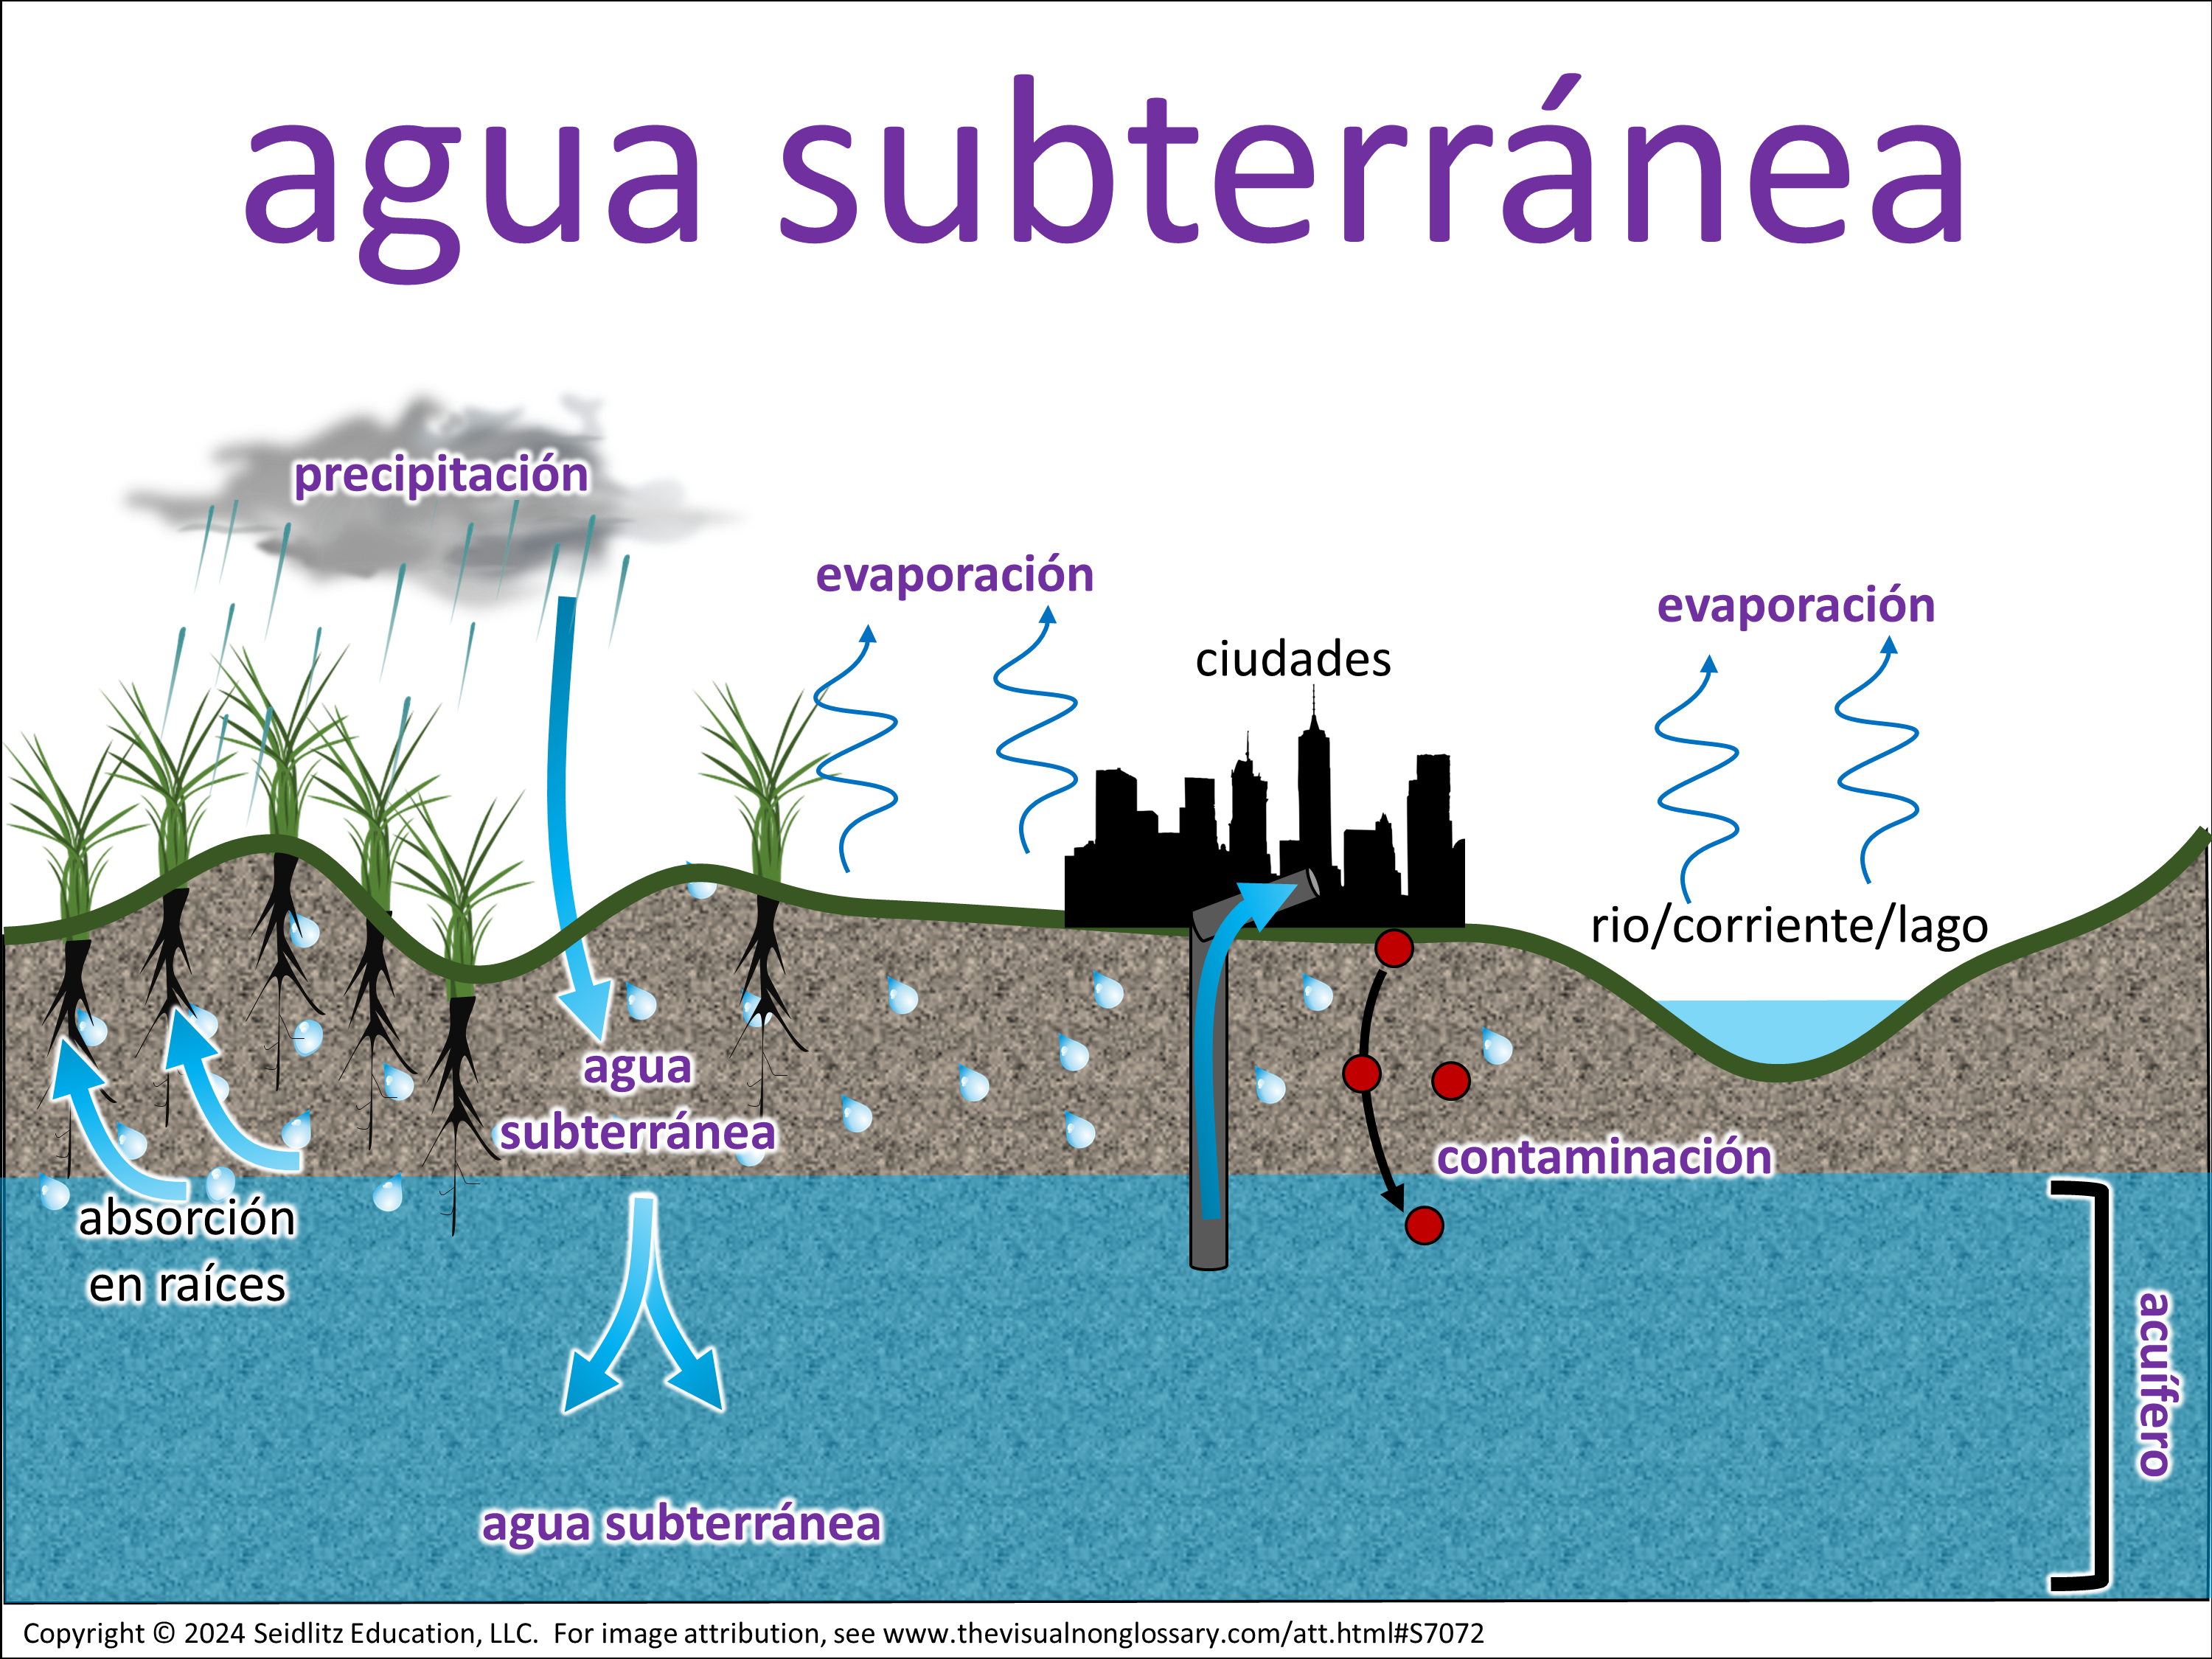 agua subterránea
precipitación
evaporación
evaporación
ciudades
rio/corriente/lago
agua
subterránea
contaminación
absorción
en raíces
acuífero
agua subterránea
Copyright © 2024 Seidlitz Education, LLC.  For image attribution, see www.thevisualnonglossary.com/att.html#S7072